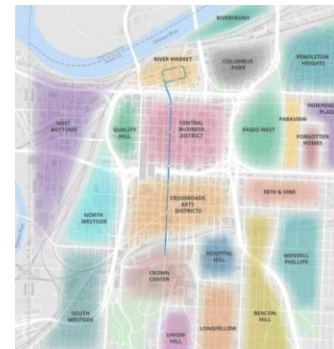 RIVERFRONT
RIVER MARKET
COLUMBUS
PARK
PENDLETON
HEIGHTS
WEST
BOTTOMS
QUALITY
HILL
CENTRAL
BUSINESS
DISTRICT
PASEO WEST
PARKVIEW
INDEPEN
PLAZA
FORGOTTEN
HOMES
NORTH
WESTSIDE
CROSSROADS
ARTS
DISTRICTS
18TH & VINE
HOSPITAL
HILL
WENDELL
PHILLIPS
CROWN
CENTER
SOUTH
WESTSIDE
UNION
HILL
LONGFELLOW
BEACON
HILL